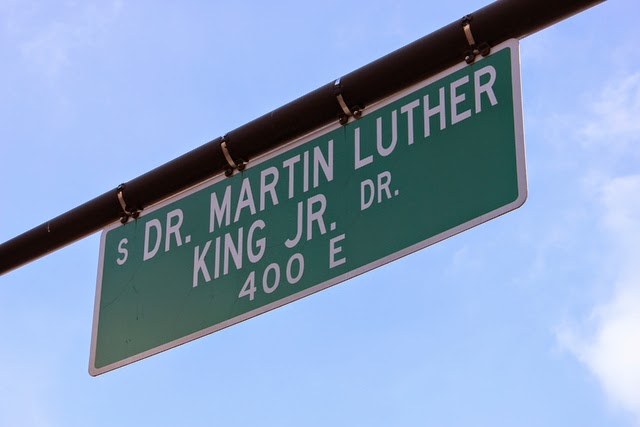 S DR. MARTIN LUTHER
KING JR. DR.
400 E